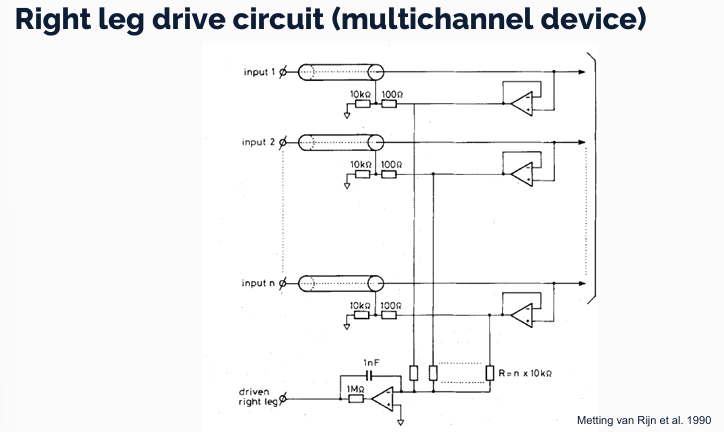 Right leg drive circuit (multichannel device)
input 1
10kΩ 100Ω
input 2
10kΩ 100Ω
input n
10kΩ 100Ω
1nF
R=n x 10kΩ
1MΩ
driven
right leg
Metting van Rijn et al. 1990